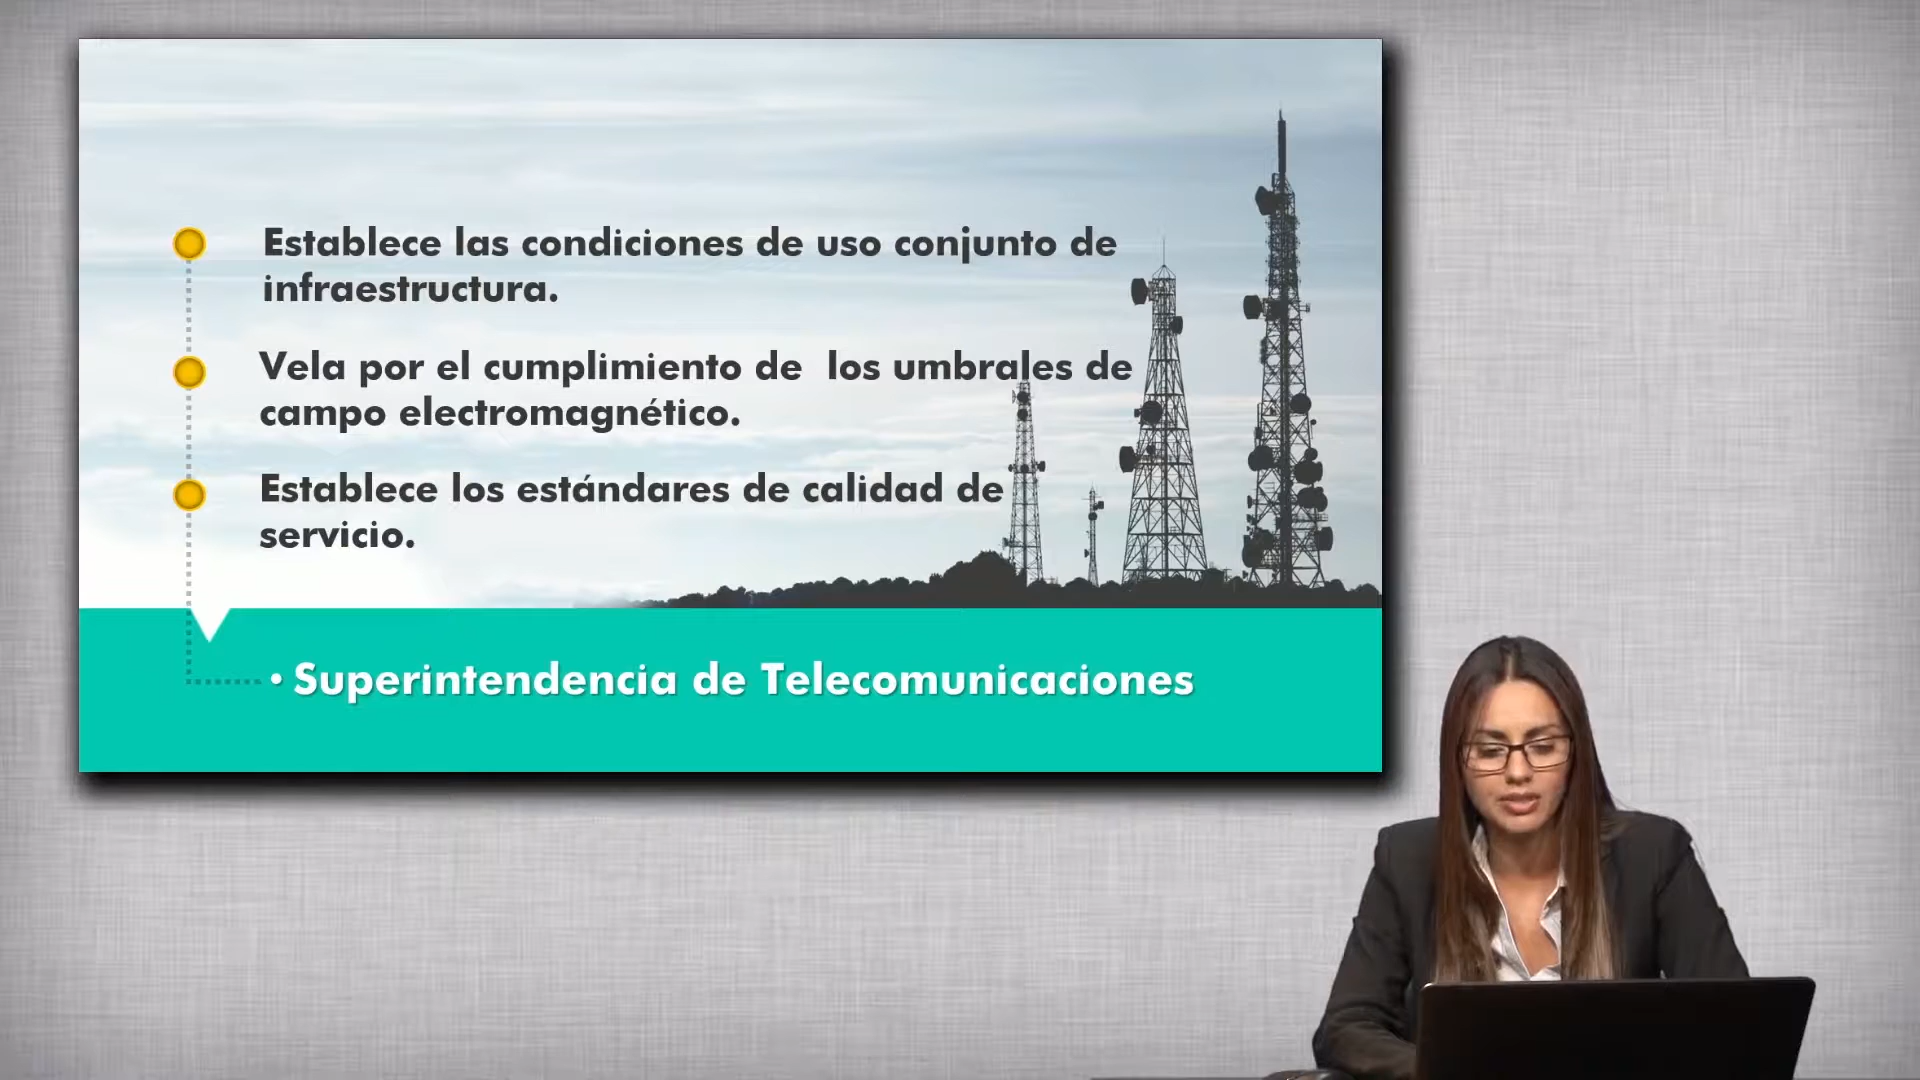 Establece las condiciones de uso conjunto de
infraestructura.
Vela por el cumplimiento de  los umbrales de
campo electromagnético.
Establece los estándares de calidad de
servicio.
• Superintendencia de Telecomunicaciones